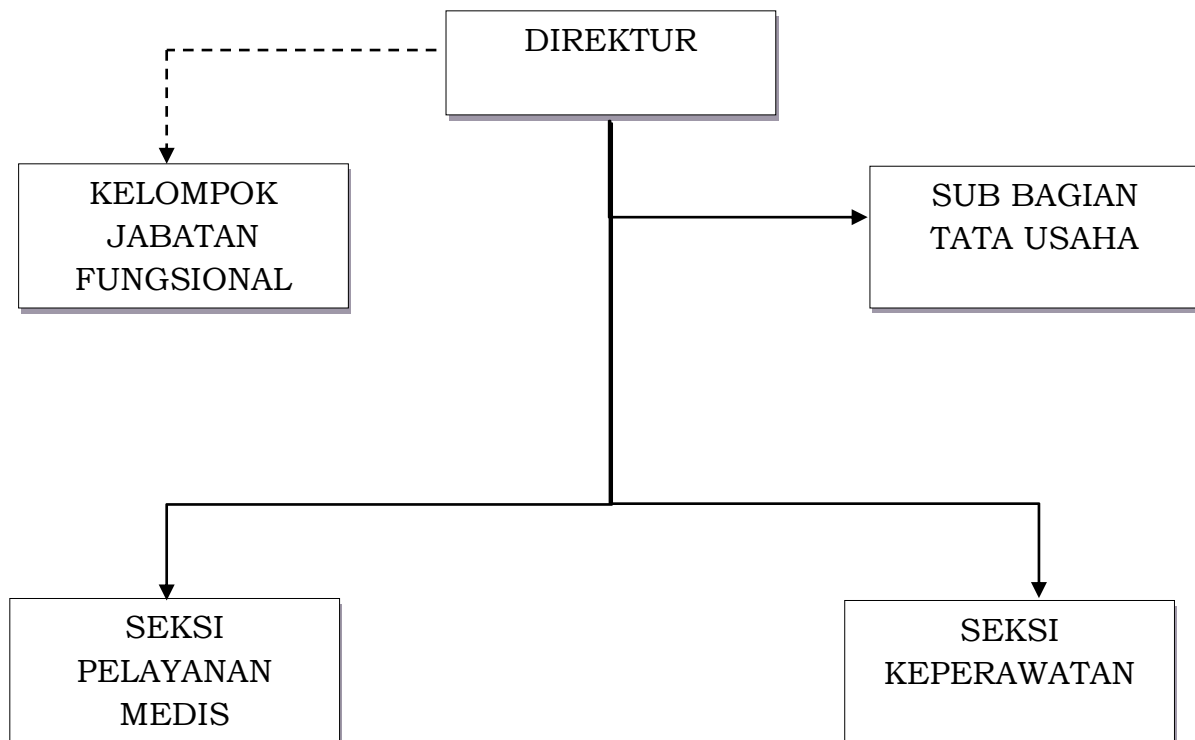 DIREKTUR
KELOMPOK
JABATAN
FUNGSIONAL
SUB BAGIAN
TATA USAHA
SEKSI
PELAYANAN
MEDIS
SEKSI
KEPERAWATAN